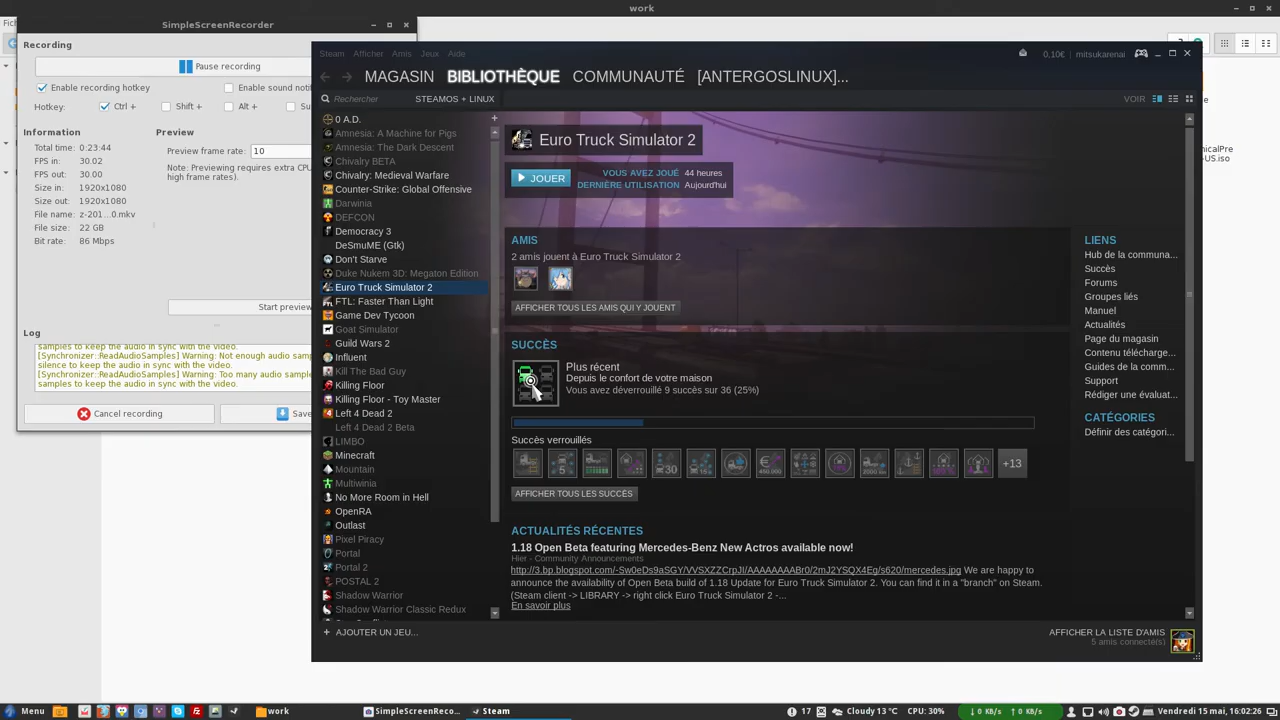 work
SimpleScreenRecorder
Recording
Pause recording
Enable recording hotkey
Enable sound noti
Hotkey:
Ctrl +
Shift +
Alt +
Su
Information
Preview
Total time: 0:23:44
FPS in: 30.02
FPS out: 30.00
Size in: 1920x1080
Size out: 1920x1080
File name: z-201...0.mkv
File size: 22 GB
Bit rate: 86 Mbps
Preview frame rate: 10
Note: Previewing requires extra CPU
high frame rates).
Start preview
Log
samples to keep the audio in sync with the video.
[Synchronizer::ReadAudioSamples] Warning: Not enough audio sam
silence to keep the audio in sync with the video.
[Synchronizer::ReadAudioSamples] Warning: Too many audio sample
samples to keep the audio in sync with the video.
Cancel recording
Save
Steam
Afficher
Amis
Jeux
Aide
0,10€
mitsukarenai
MAGASIN
BIBLIOTHÈQUE
COMMUNAUTÉ
[ANTERGOSLINUX]...
Rechercher
STEAMOS + LINUX
VOIR
0 A.D.
Amnesia: A Machine for Pigs
Amnesia: The Dark Descent
Chivalry BETA
Chivalry: Medieval Warfare
Counter-Strike: Global Offensive
Darwinia
DEFCON
Democracy 3
DeSmuME (Gtk)
Don't Starve
Duke Nukem 3D: Megaton Edition
Euro Truck Simulator 2
FTL: Faster Than Light
Game Dev Tycoon
Goat Simulator
Guild Wars 2
Influent
Kill The Bad Guy
Killing Floor
Killing Floor - Toy Master
Left 4 Dead 2
Left 4 Dead 2 Beta
LIMBO
Minecraft
Mountain
Multiwinia
No More Room in Hell
OpenRA
Outlast
Pixel Piracy
Portal
Portal 2
POSTAL 2
Shadow Warrior
Shadow Warrior Classic Redux
AJOUTER UN JEU...
Euro Truck Simulator 2
JOUER
VOUS AVEZ JOUÉ 44 heures
DERNIÈRE UTILISATION Aujourd'hui
AMIS
2 amis jouent à Euro Truck Simulator 2
AFFICHER TOUS LES AMIS QUI Y JOUENT
SUCCÈS
Plus récent
Depuis le confort de votre maison
Vous avez déverrouillé 9 succès sur 36 (25%)
Succès verrouillés
+13
AFFICHER TOUS LES SUCCÈS
ACTUALITÉS RÉCENTES
1.18 Open Beta featuring Mercedes-Benz New Actros available now!
Hier - Community Announcements
http://3.bp.blogspot.com/-Sw0eDs9aSGY/VVSXZZCrpJI/AAAAAAAABr0/2mJ2YSQX4Eg/s620/mercedes.jpg We are happy to
announce the availability of Open Beta build of 1.18 Update for Euro Truck Simulator 2. You can find it in a "branch" on Steam.
(Steam client -> LIBRARY -> right click Euro Truck Simulator 2 -...
En savoir plus
LIENS
Hub de la communa...
Succès
Forums
Groupes liés
Manuel
Actualités
Page du magasin
Contenu télécharge...
Guides de la comm...
Support
Rédiger une évaluat...
CATÉGORIES
Définir des catégori...
AFFICHER LA LISTE D'AMIS
5 amis connecté(s)
nicalPre
-US.iso
Menu
work
SimpleScreenReco...
Steam
17
Cloudy 13 °C
CPU: 30%
0 KB/s
0 KB/s
Vendredi 15 mai, 16:02:26